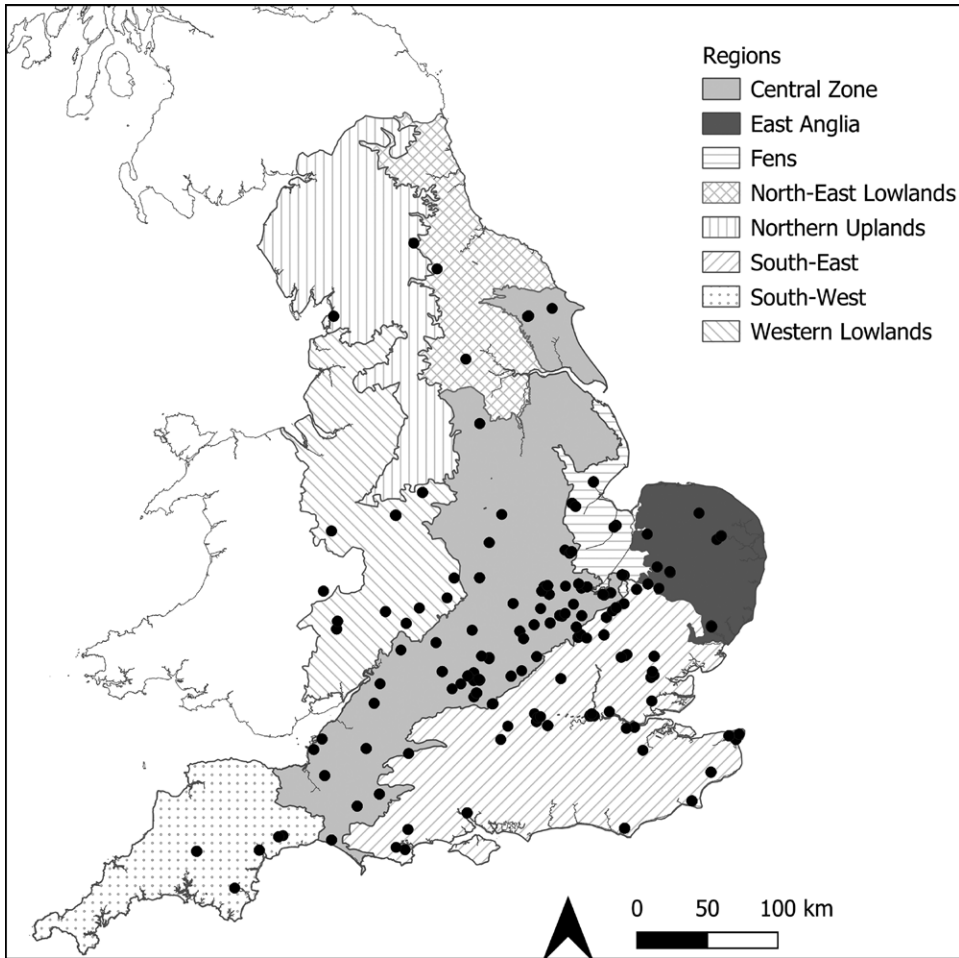 Regions
Central Zone
East Anglia
Fens
North-East Lowlands
Northern Uplands
South-East
South-West
Western Lowlands
0 50 100 km